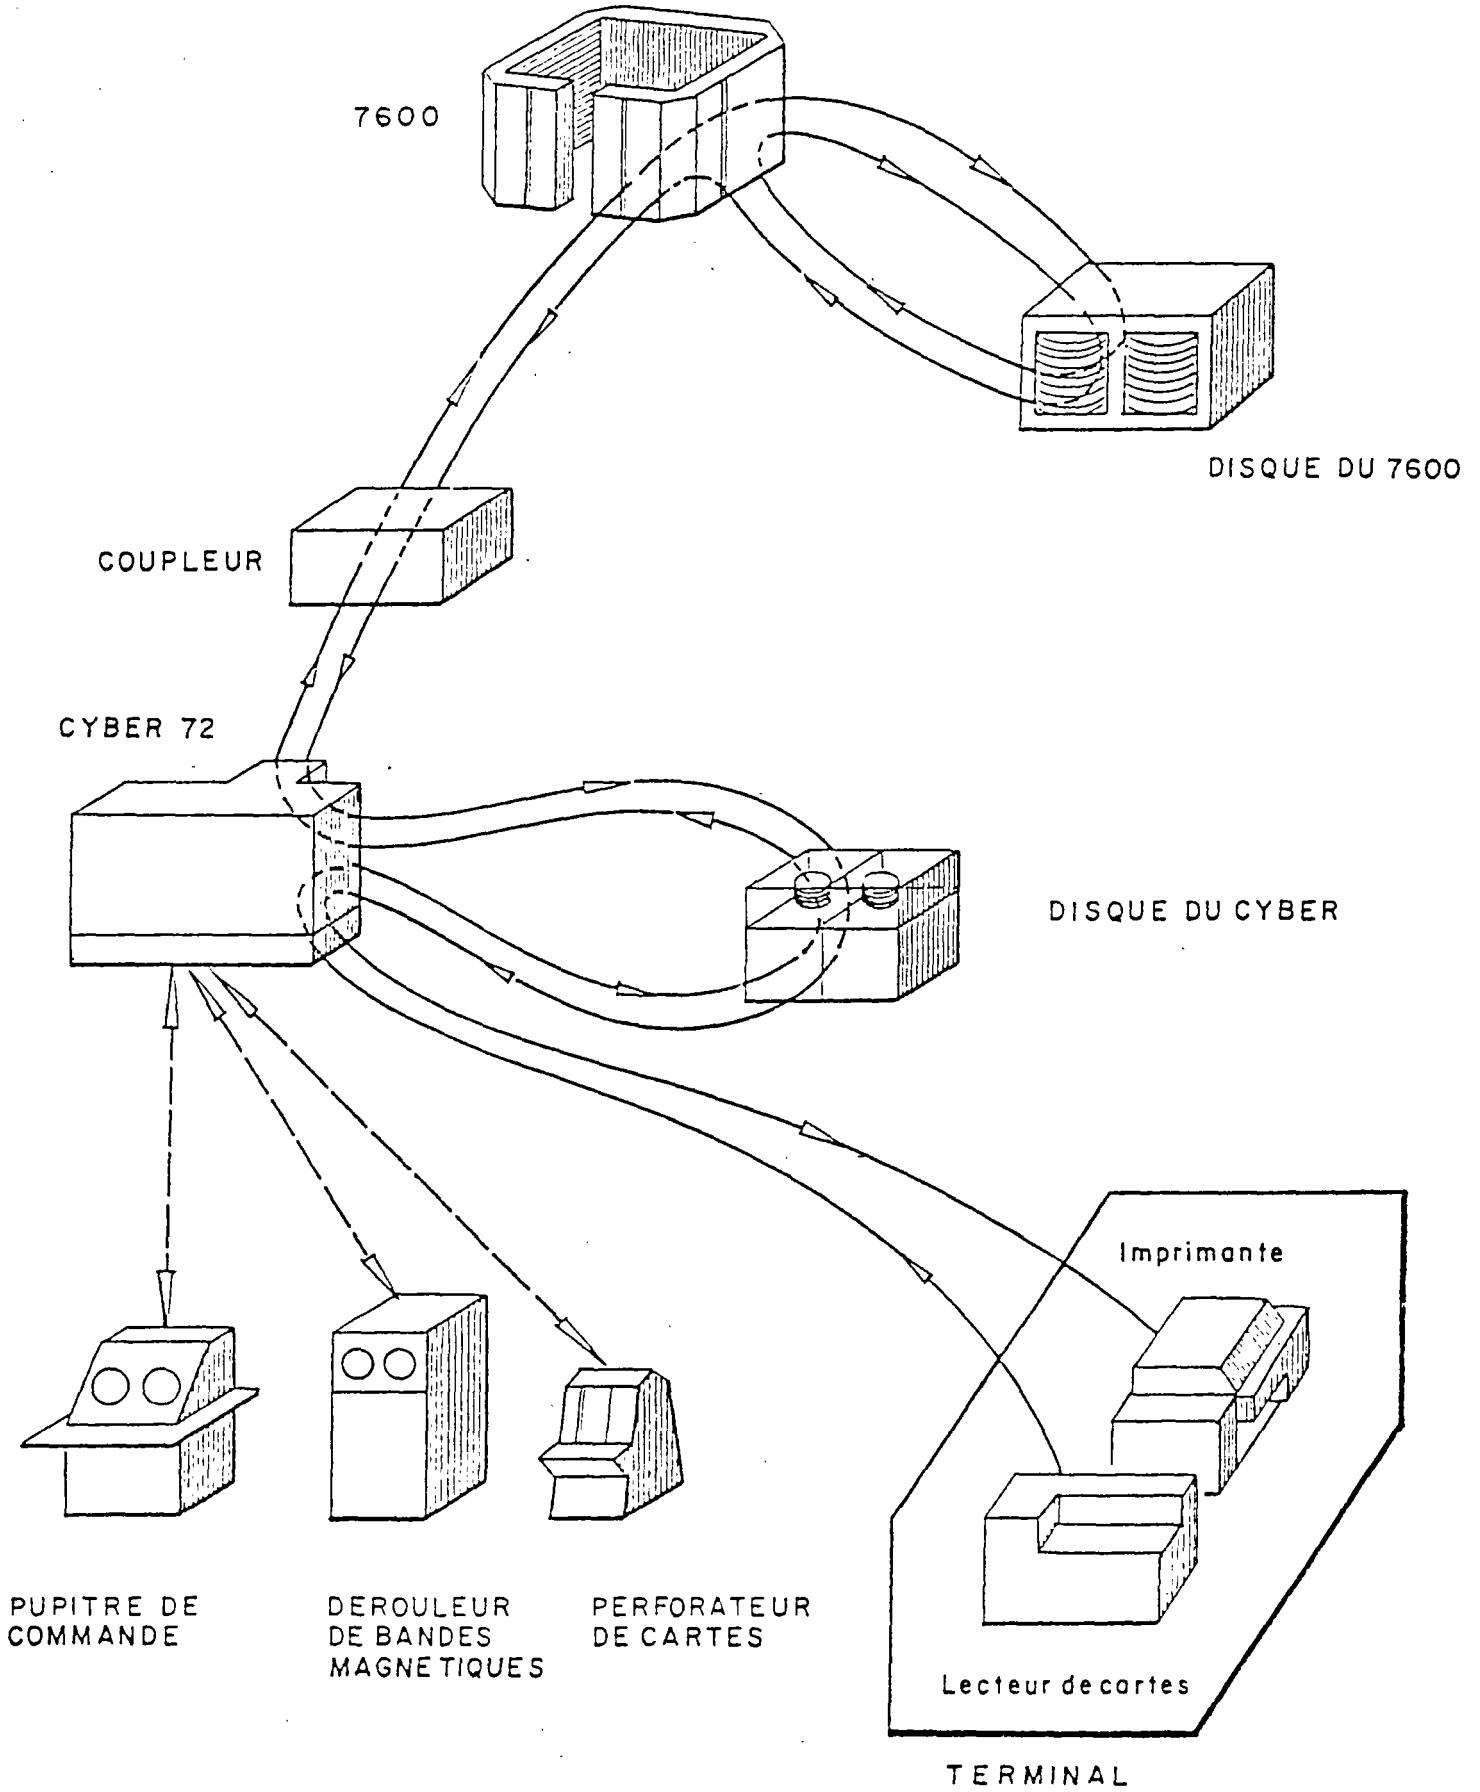 7600
DISQUE DU 7600
COUPLEUR
CYBER 72
DISQUE DU CYBER
Imprimante
PUPITRE DE
COMMANDE
DEROULEUR
DE BANDES
MAGNETIQUES
PERFORATEUR
DE CARTES
Lecteur de cartes
TERMINAL